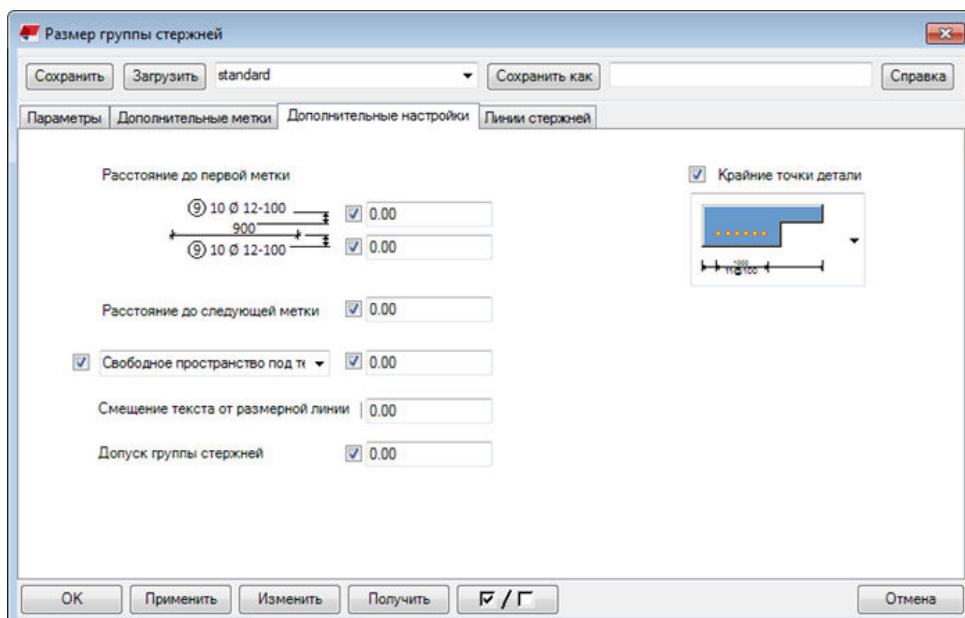 Размер группы стержней
Сохранить Загрузить standard Сохранить как Справка
Параметры Дополнительные метки Дополнительные настройки Линии стержней
Расстояние до первой метки Крайние точки детали
9 10 Ø 12-100 0.00
900
9 10 Ø 12-100 0.00
Расстояние до следующей метки 0.00
Свободное пространство под те 0.00
Смещение текста от размерной линии 0.00
Допуск группы стержней 0.00
OK Применить Изменить Получить / Отмена